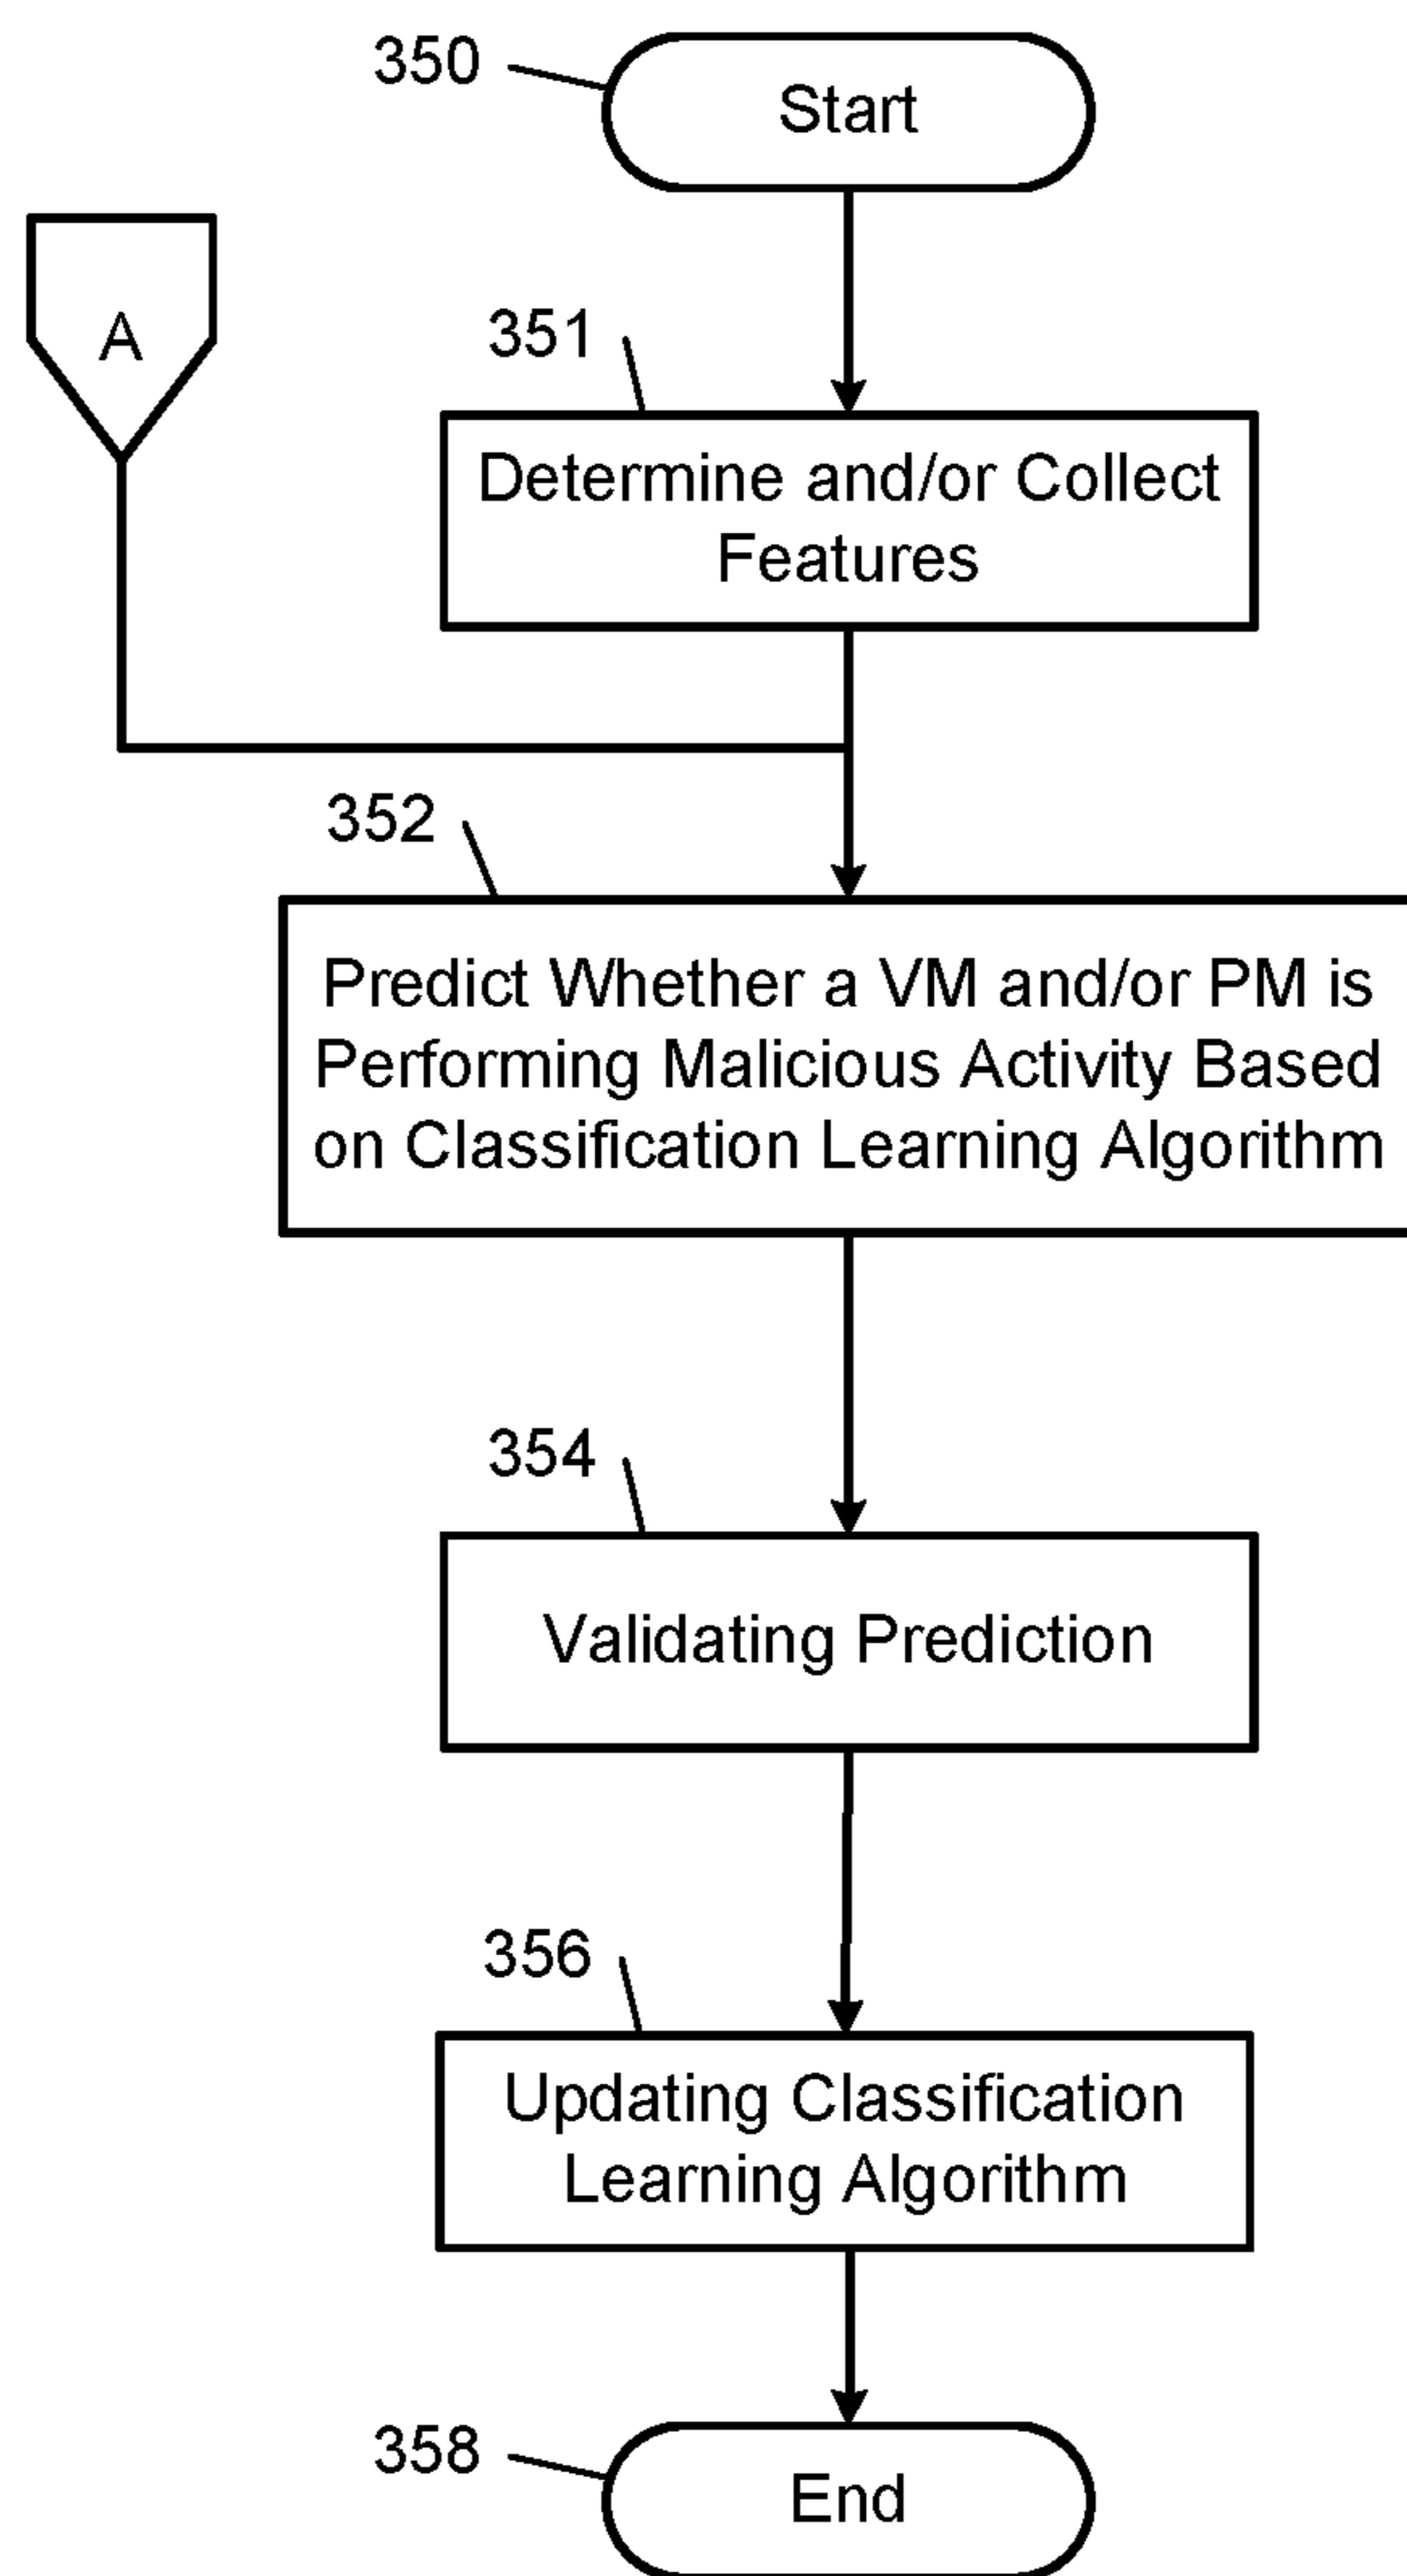 350
Start
A
351
Determine and/or Collect
Features
352
Predict Whether a VM and/or PM is
Performing Malicious Activity Based
on Classification Learning Algorithm
354
Validating Prediction
356
Updating Classification
Learning Algorithm
358
End